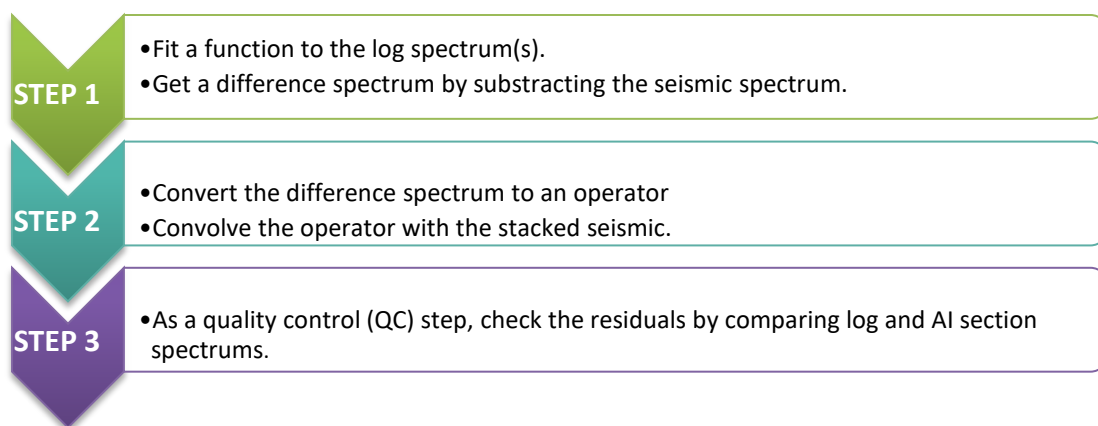 STEP 1
•Fit a function to the log spectrum(s).
•Get a difference spectrum by substracting the seismic spectrum.
STEP 2
•Convert the difference spectrum to an operator
•Convolve the operator with the stacked seismic.
STEP 3
•As a quality control (QC) step, check the residuals by comparing log and AI section
spectrums.